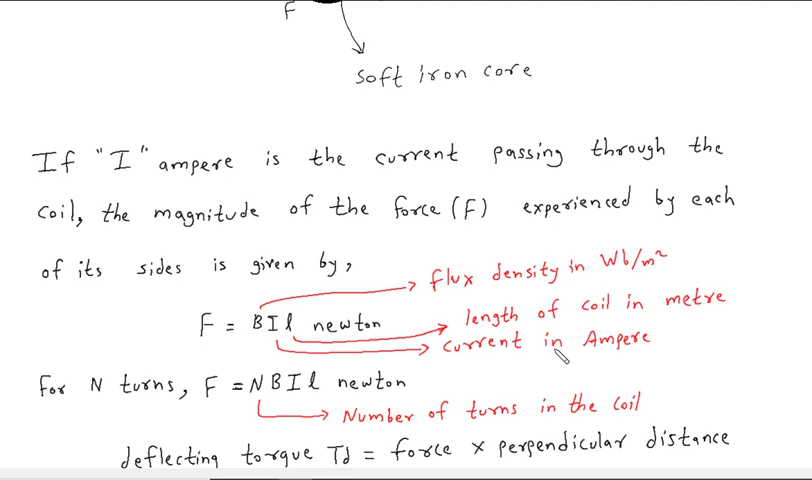 F
Soft iron core
If "I" ampere is the current passing through the
coil, the magnitude of the force (F) experienced by each
of its sides is given by,
flux density in Wb/m²
F = BIl newton
length of coil in metre
current in Ampere
For N turns, F = NBIl newton
Number of turns in the coil
deflecting torque Td = force × perpendicular distance